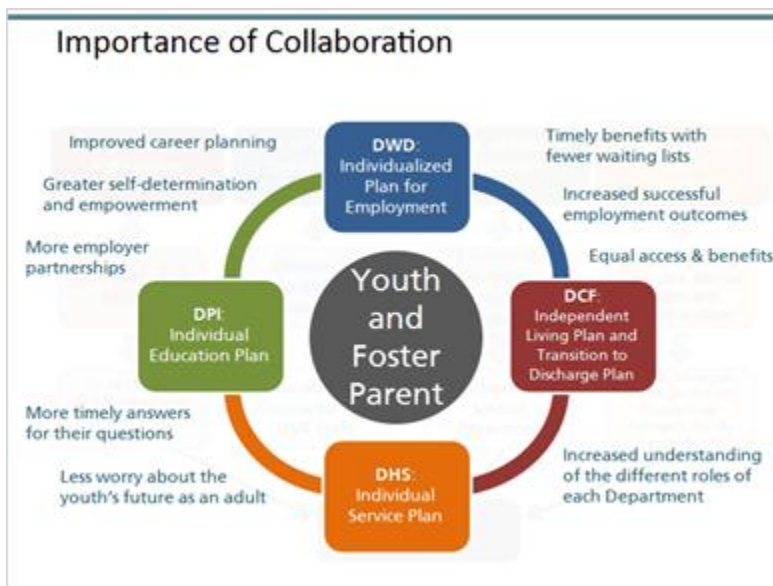 Importance of Collaboration
Improved career planning
Greater self-determination
and empowerment
More employer
partnerships
DWD:
Individualized
Plan for
Employment
Timely benefits with
fewer waiting lists
Increased successful
employment outcomes
Equal access & benefits
DPI:
Individual
Education Plan
Youth
and
Foster
Parent
DCF:
Independent
Living Plan and
Transition to
Discharge Plan
More timely answers
for their questions
Less worry about the
youth's future as an adult
DHS:
Individual
Service Plan
Increased understanding
of the different roles of
each Department